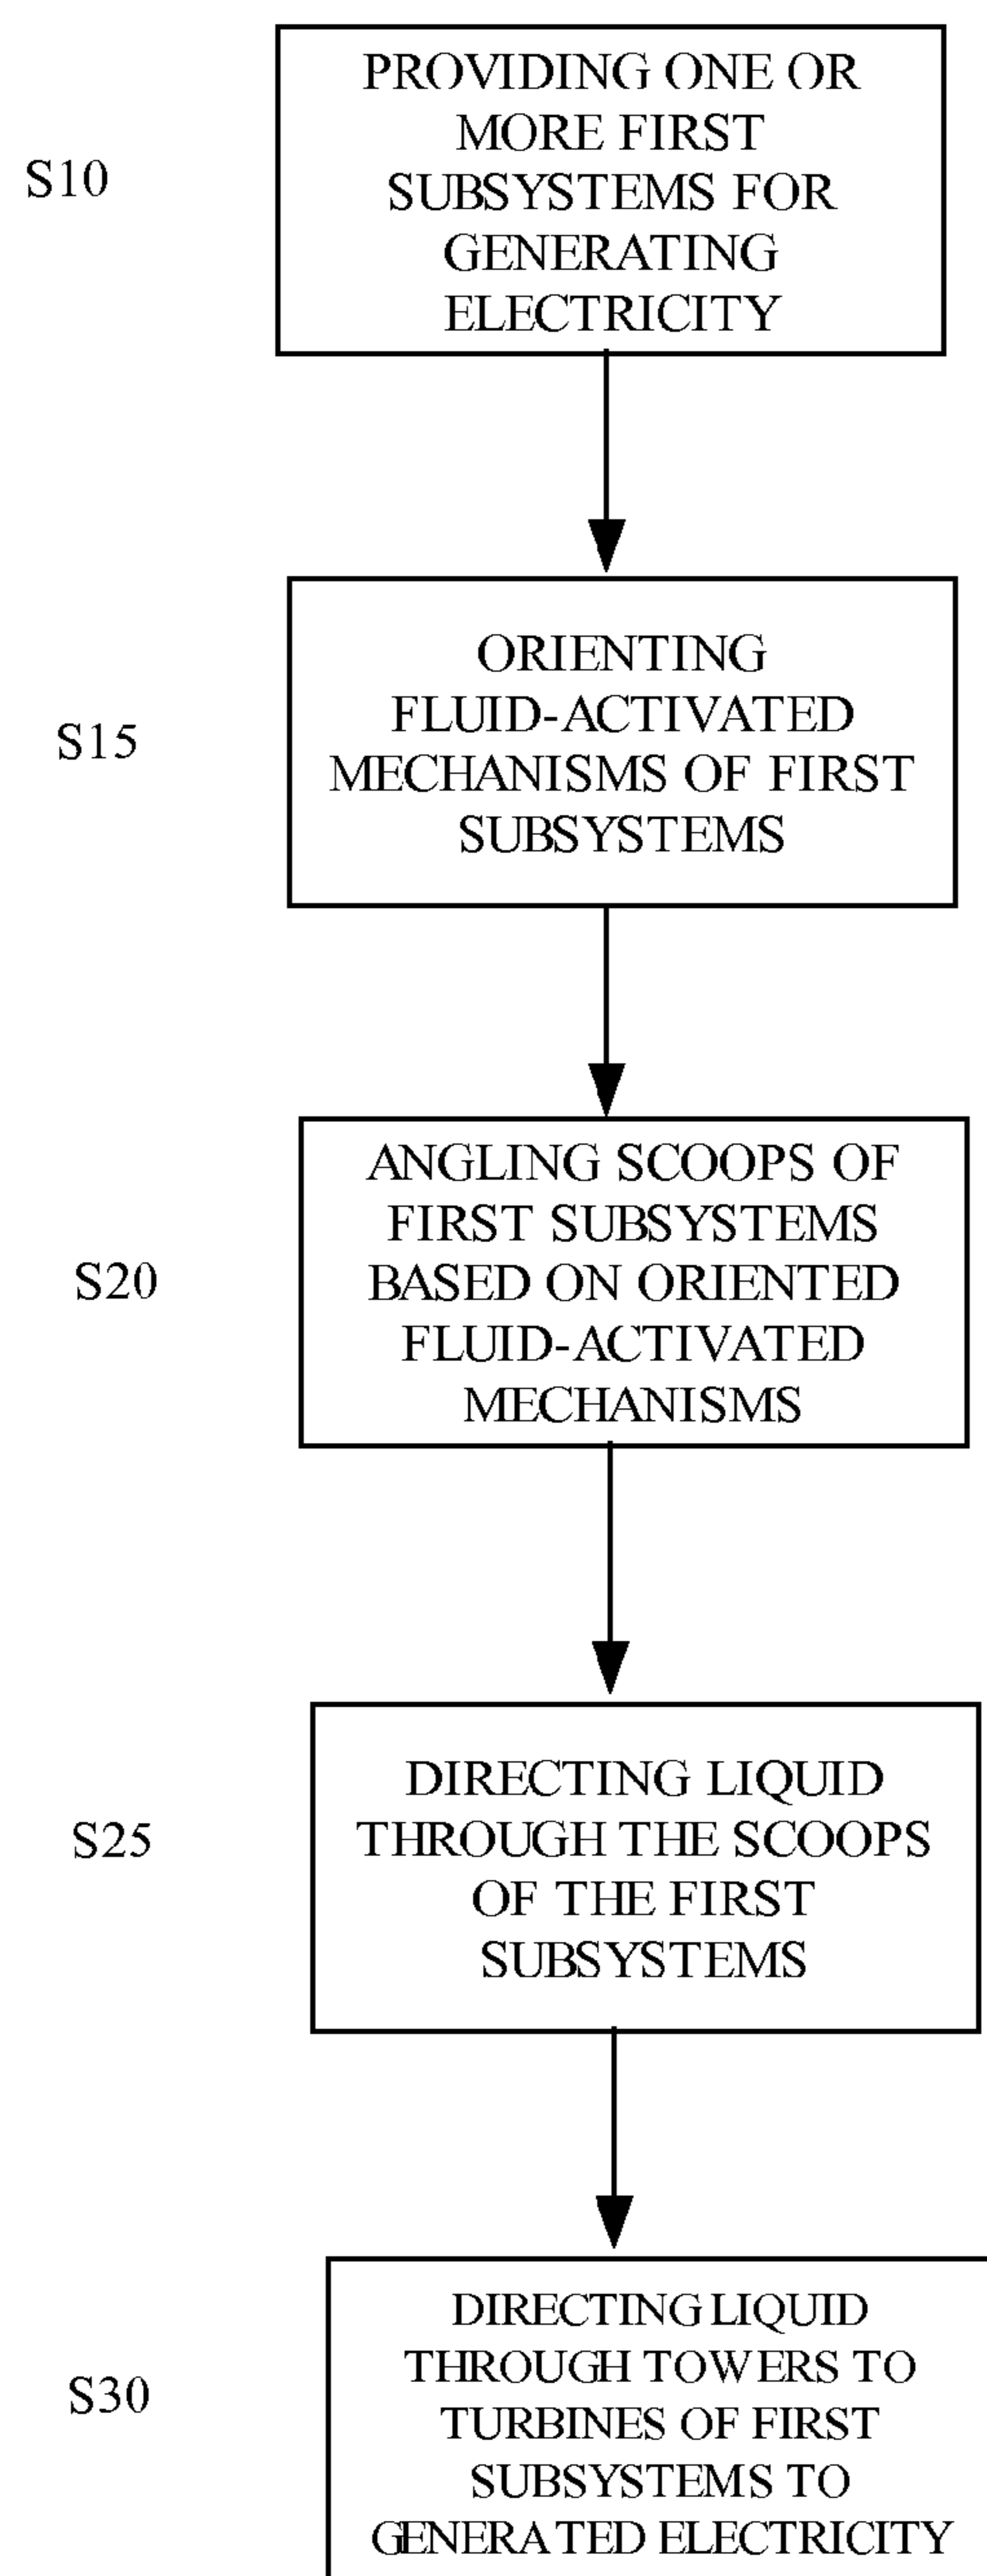 S10
PROVIDING ONE OR
MORE FIRST
SUBSYSTEMS FOR
GENERATING
ELECTRICITY
S15
ORIENTING
FLUID-ACTIVATED
MECHANISMS OF FIRST
SUBSYSTEMS
S20
ANGLING SCOOPS OF
FIRST SUBSYSTEMS
BASED ON ORIENTED
FLUID-ACTIVATED
MECHANISMS
S25
DIRECTING LIQUID
THROUGH THE SCOOPS
OF THE FIRST
SUBSYSTEMS
S30
DIRECTING LIQUID
THROUGH TOWERS TO
TURBINES OF FIRST
SUBSYSTEMS TO
GENERATED ELECTRICITY